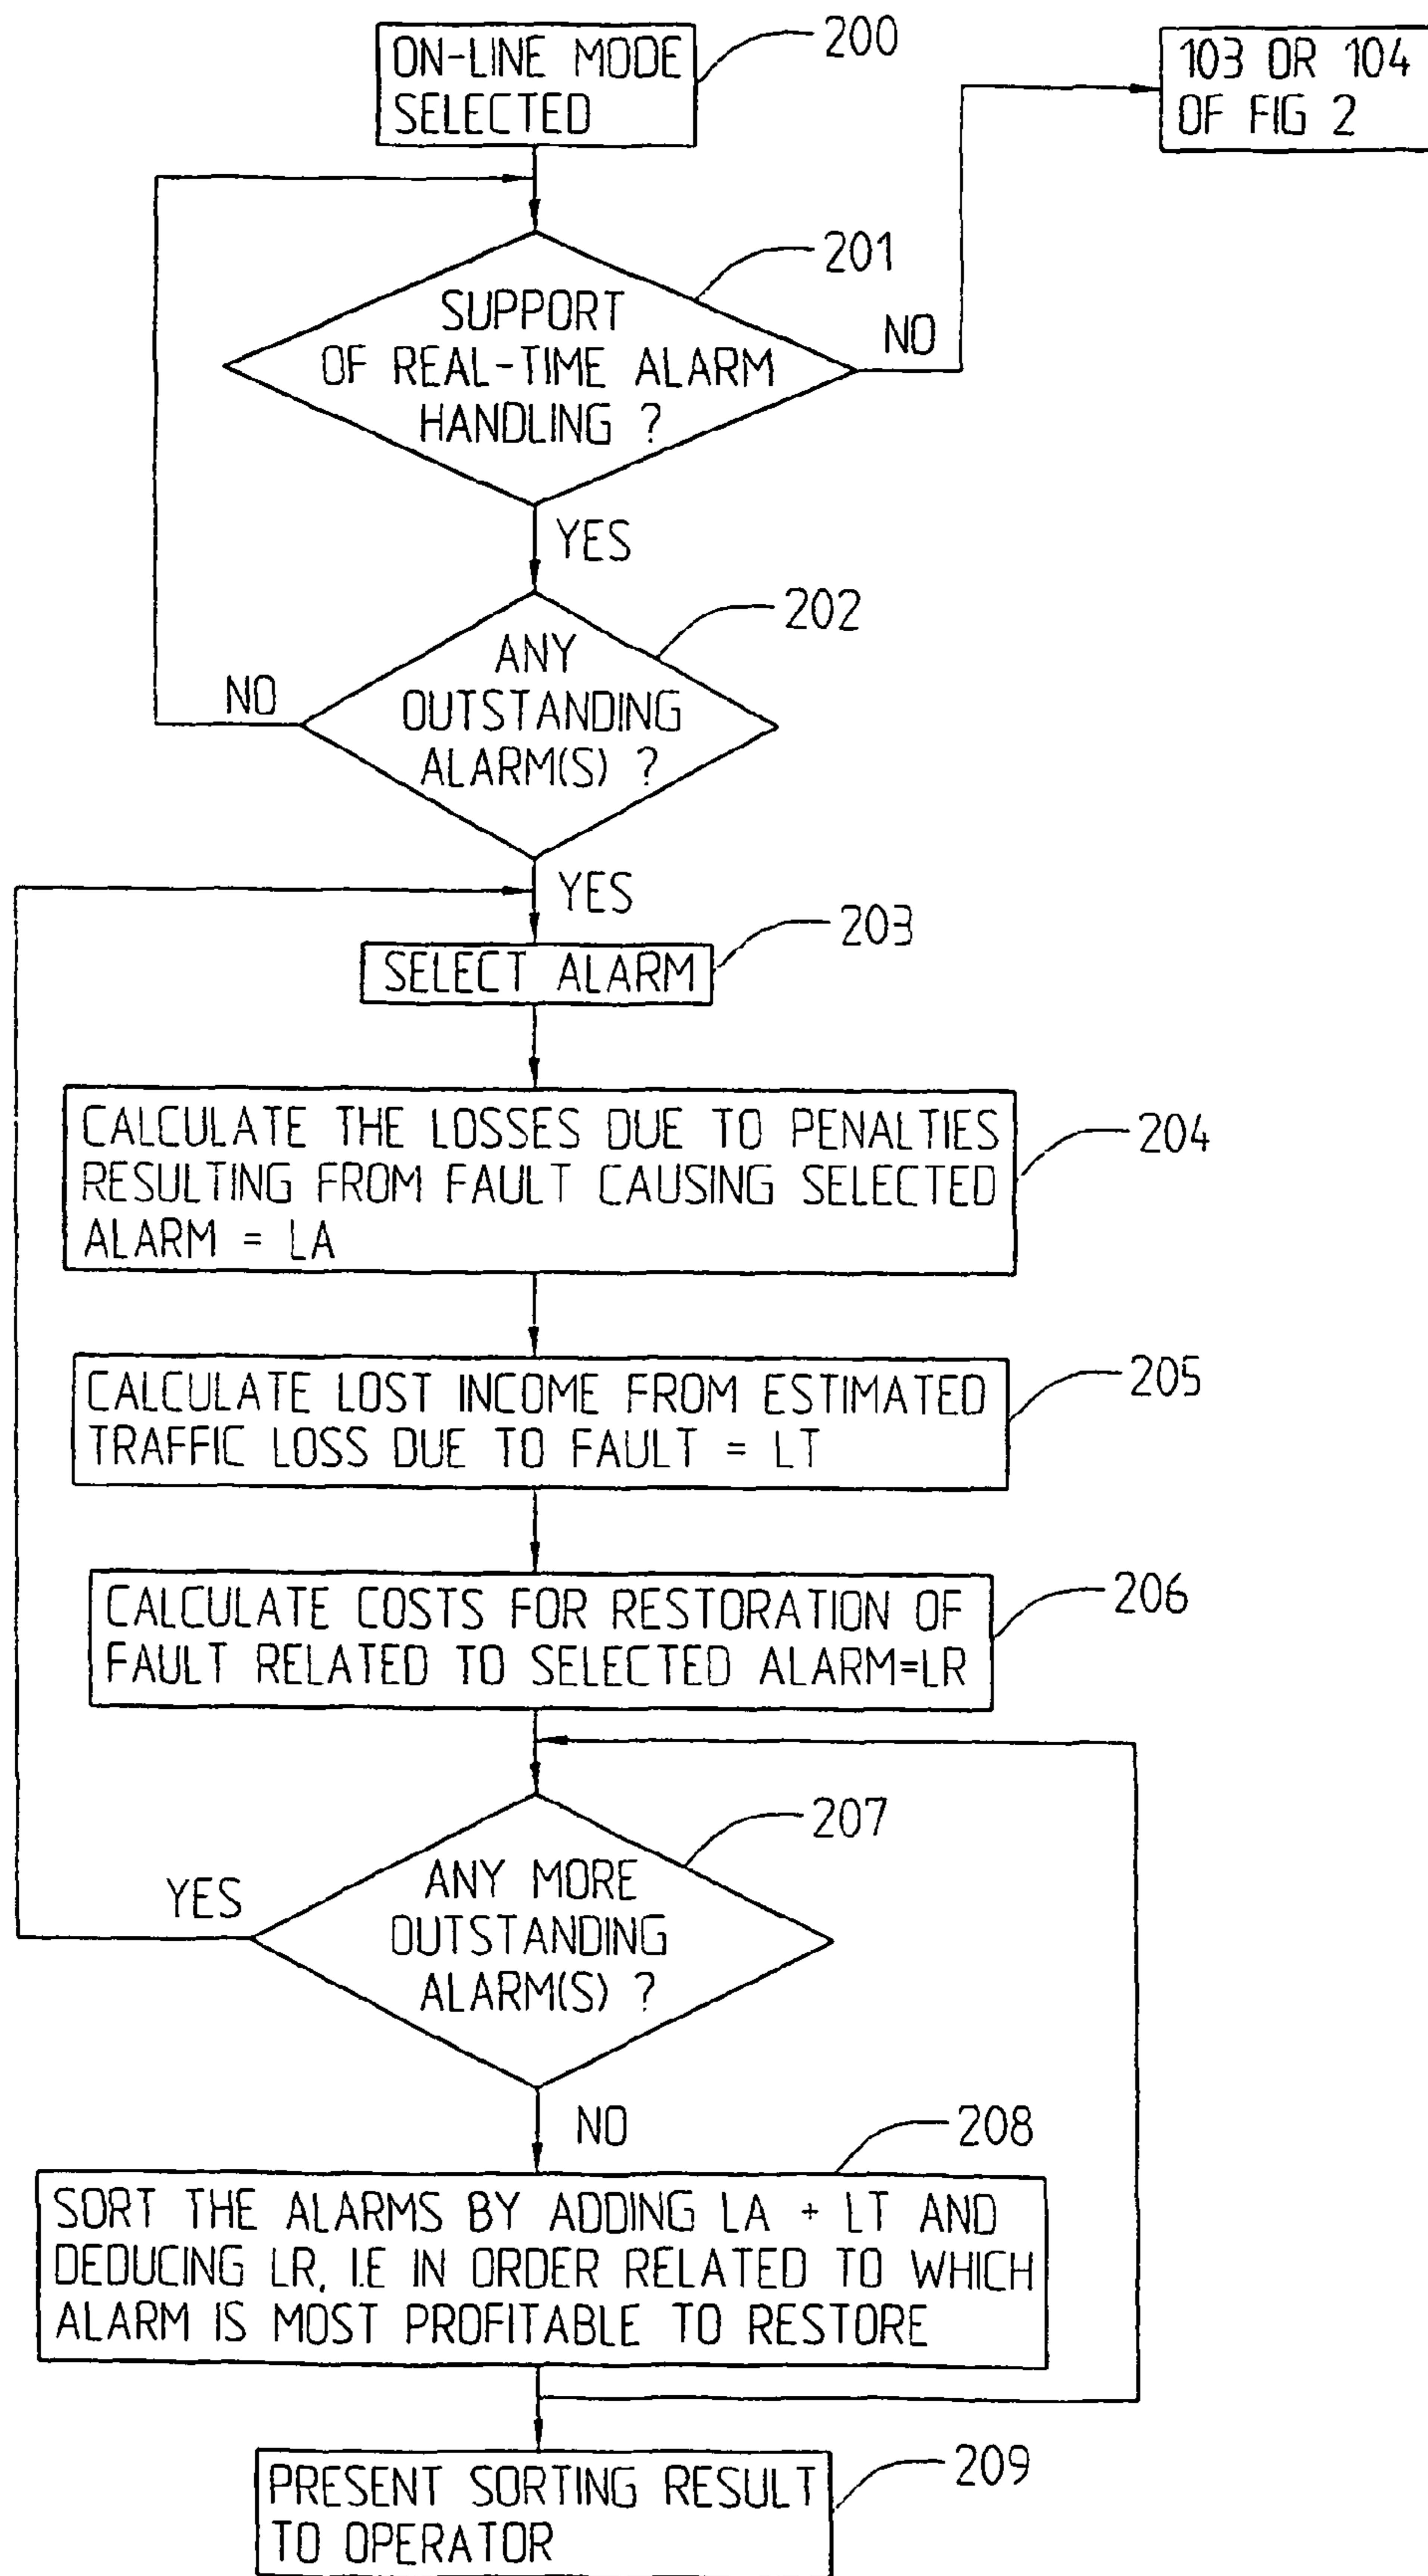 ON-LINE MODE
SELECTED
200
103 OR 104
OF FIG 2
201
SUPPORT
OF REAL-TIME ALARM
HANDLING ?
NO
YES
202
ANY
OUTSTANDING
ALARM(S) ?
NO
YES
203
SELECT ALARM
CALCULATE THE LOSSES DUE TO PENALTIES
RESULTING FROM FAULT CAUSING SELECTED
ALARM = LA
204
CALCULATE LOST INCOME FROM ESTIMATED
TRAFFIC LOSS DUE TO FAULT = LT
205
CALCULATE COSTS FOR RESTORATION OF
FAULT RELATED TO SELECTED ALARM=LR
206
207
ANY MORE
OUTSTANDING
ALARM(S) ?
YES
NO
208
SORT THE ALARMS BY ADDING LA + LT AND
DEDUCING LR, I.E IN ORDER RELATED TO WHICH
ALARM IS MOST PROFITABLE TO RESTORE
PRESENT SORTING RESULT
TO OPERATOR
209